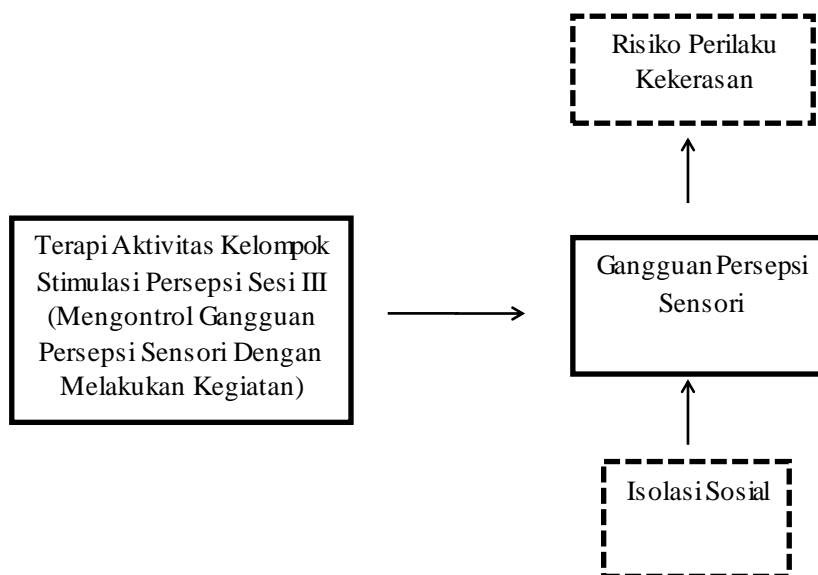 Risiko Perilaku
Kekerasan
Terapi Aktivitas Kelompok
Stimulasi Persepsi Sesi III
(Mengontrol Gangguan
Persepsi Sensori Dengan
Melakukan Kegiatan)
Gangguan Persepsi
Sensori
Isolasi Sosial